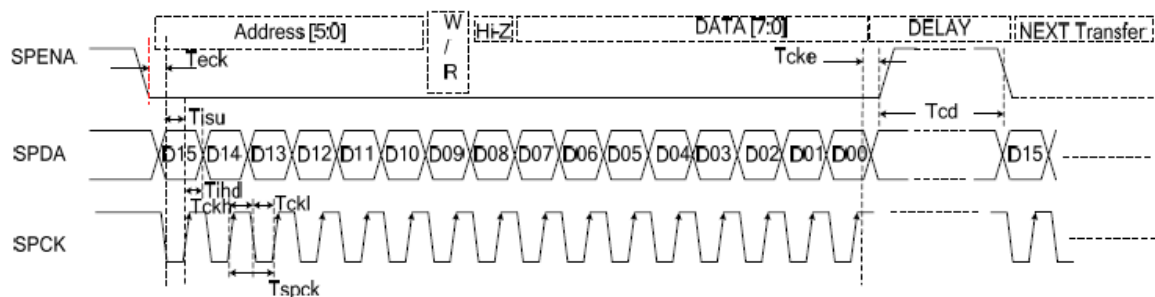 Address [5:0] W/R Hi-Z DATA [7:0] DELAY NEXT Transfer
SPENA Teck Tcke
Tisu Tcd
SPDA D15 D14 D13 D12 D11 D10 D09 D08 D07 D06 D05 D04 D03 D02 D01 D00 D15
Tihd
Tckh Tckl
SPCK
Tspck